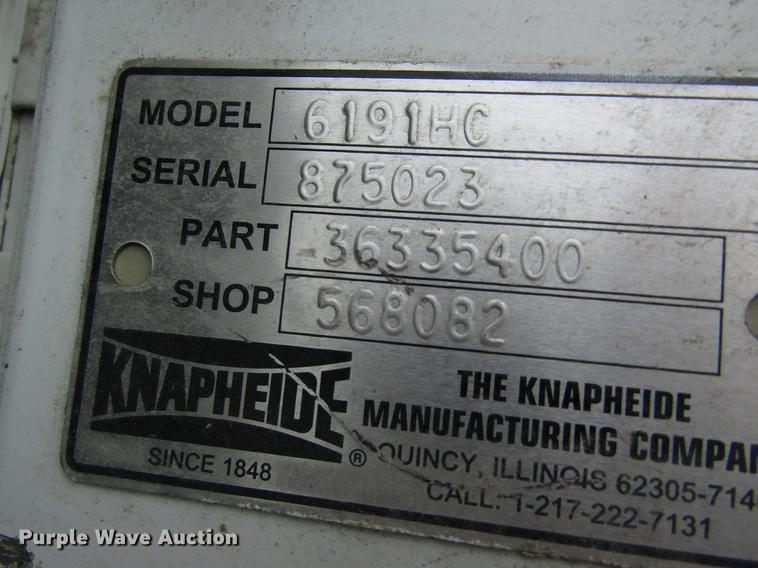 MODEL 6191HC
SERIAL 875023
PART 36335400
SHOP 568082
KNAPHEIDE ®
SINCE 1848
THE KNAPHEIDE
MANUFACTURING
QUINCY, ILLINOIS 62305-714
CALL: 1-217-222-7131
Purple Wave Auction